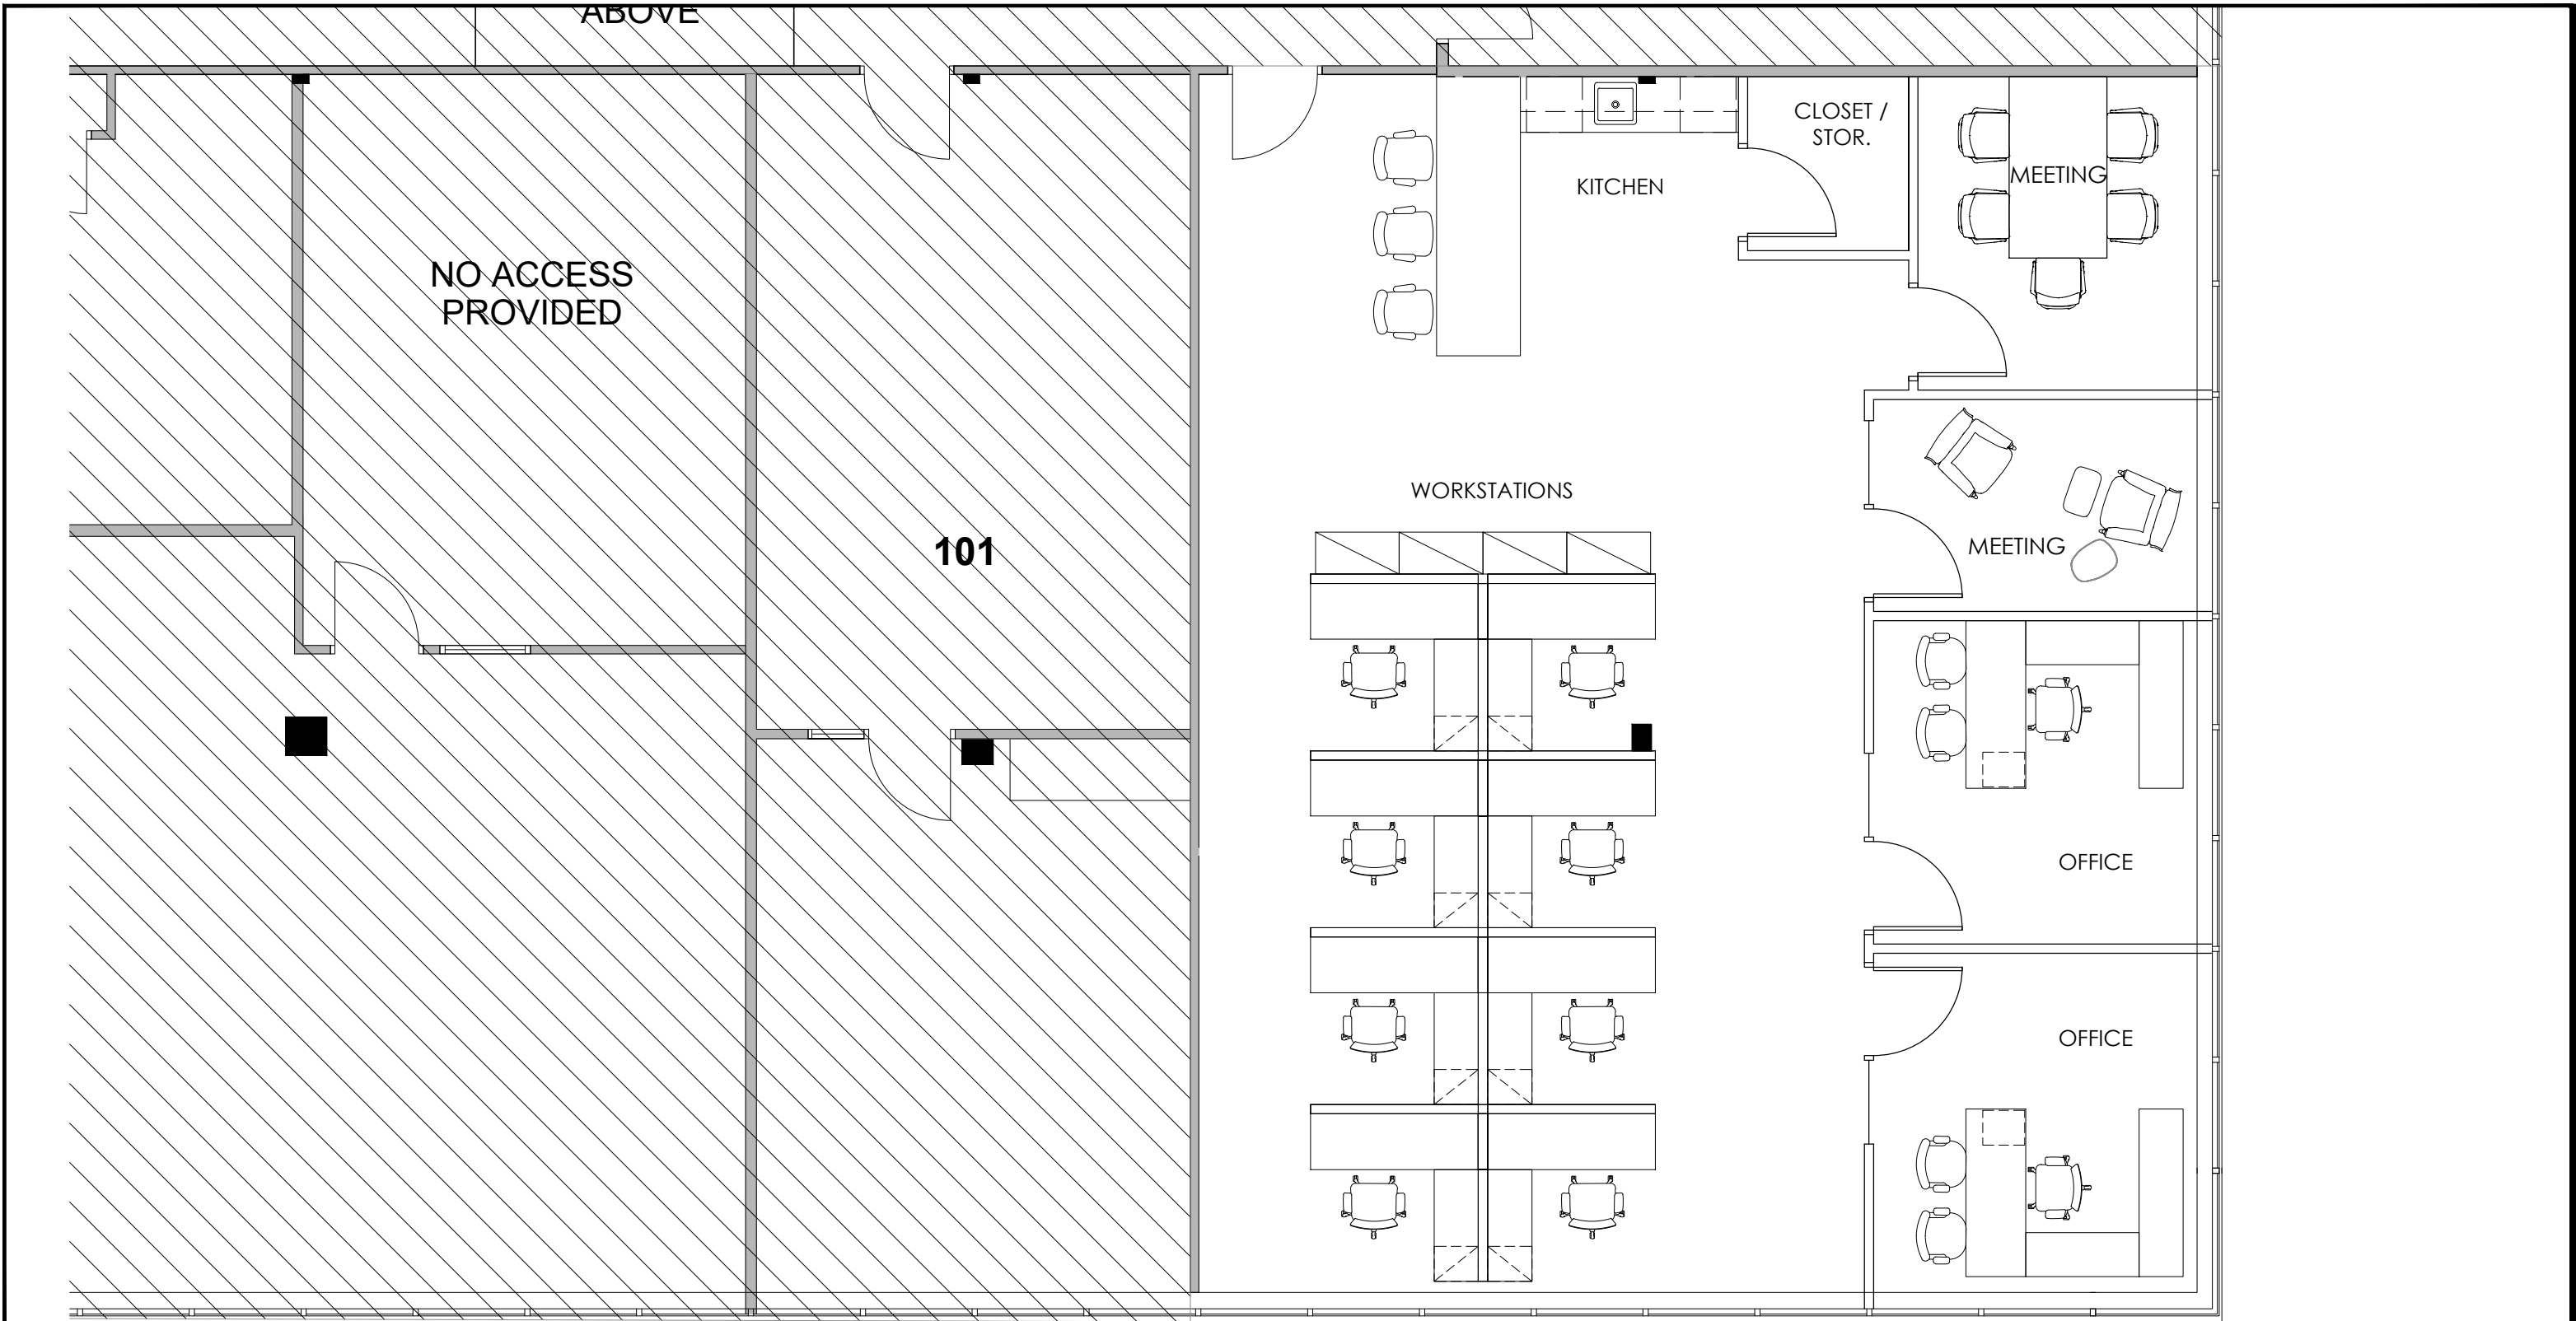 ABOVE
CLOSET /
STOR.
MEETING
KITCHEN
NO ACCESS
PROVIDED
WORKSTATIONS
101
MEETING
OFFICE
OFFICE